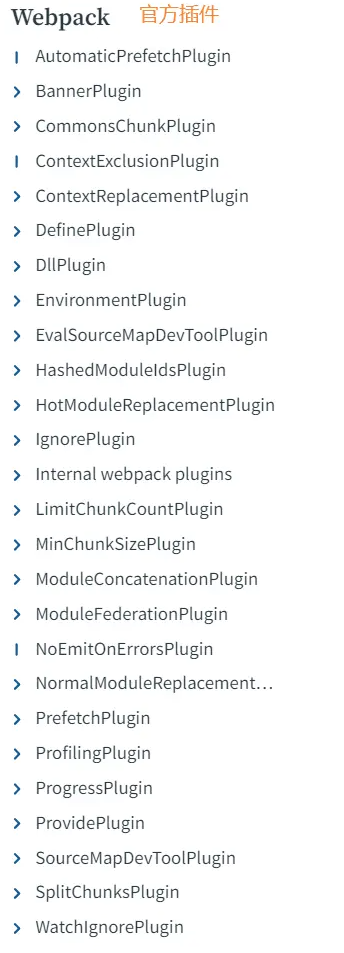 Webpack 官方插件
AutomaticPrefetchPlugin
BannerPlugin
CommonsChunkPlugin
ContextExclusionPlugin
ContextReplacementPlugin
DefinePlugin
DllPlugin
EnvironmentPlugin
EvalSourceMapDevToolPlugin
HashedModuleIdsPlugin
HotModuleReplacementPlugin
IgnorePlugin
Internal webpack plugins
LimitChunkCountPlugin
MinChunkSizePlugin
ModuleConcatenationPlugin
ModuleFederationPlugin
NoEmitOnErrorsPlugin
NormalModuleReplacement…
PrefetchPlugin
ProfilingPlugin
ProgressPlugin
ProvidePlugin
SourceMapDevToolPlugin
SplitChunksPlugin
WatchIgnorePlugin